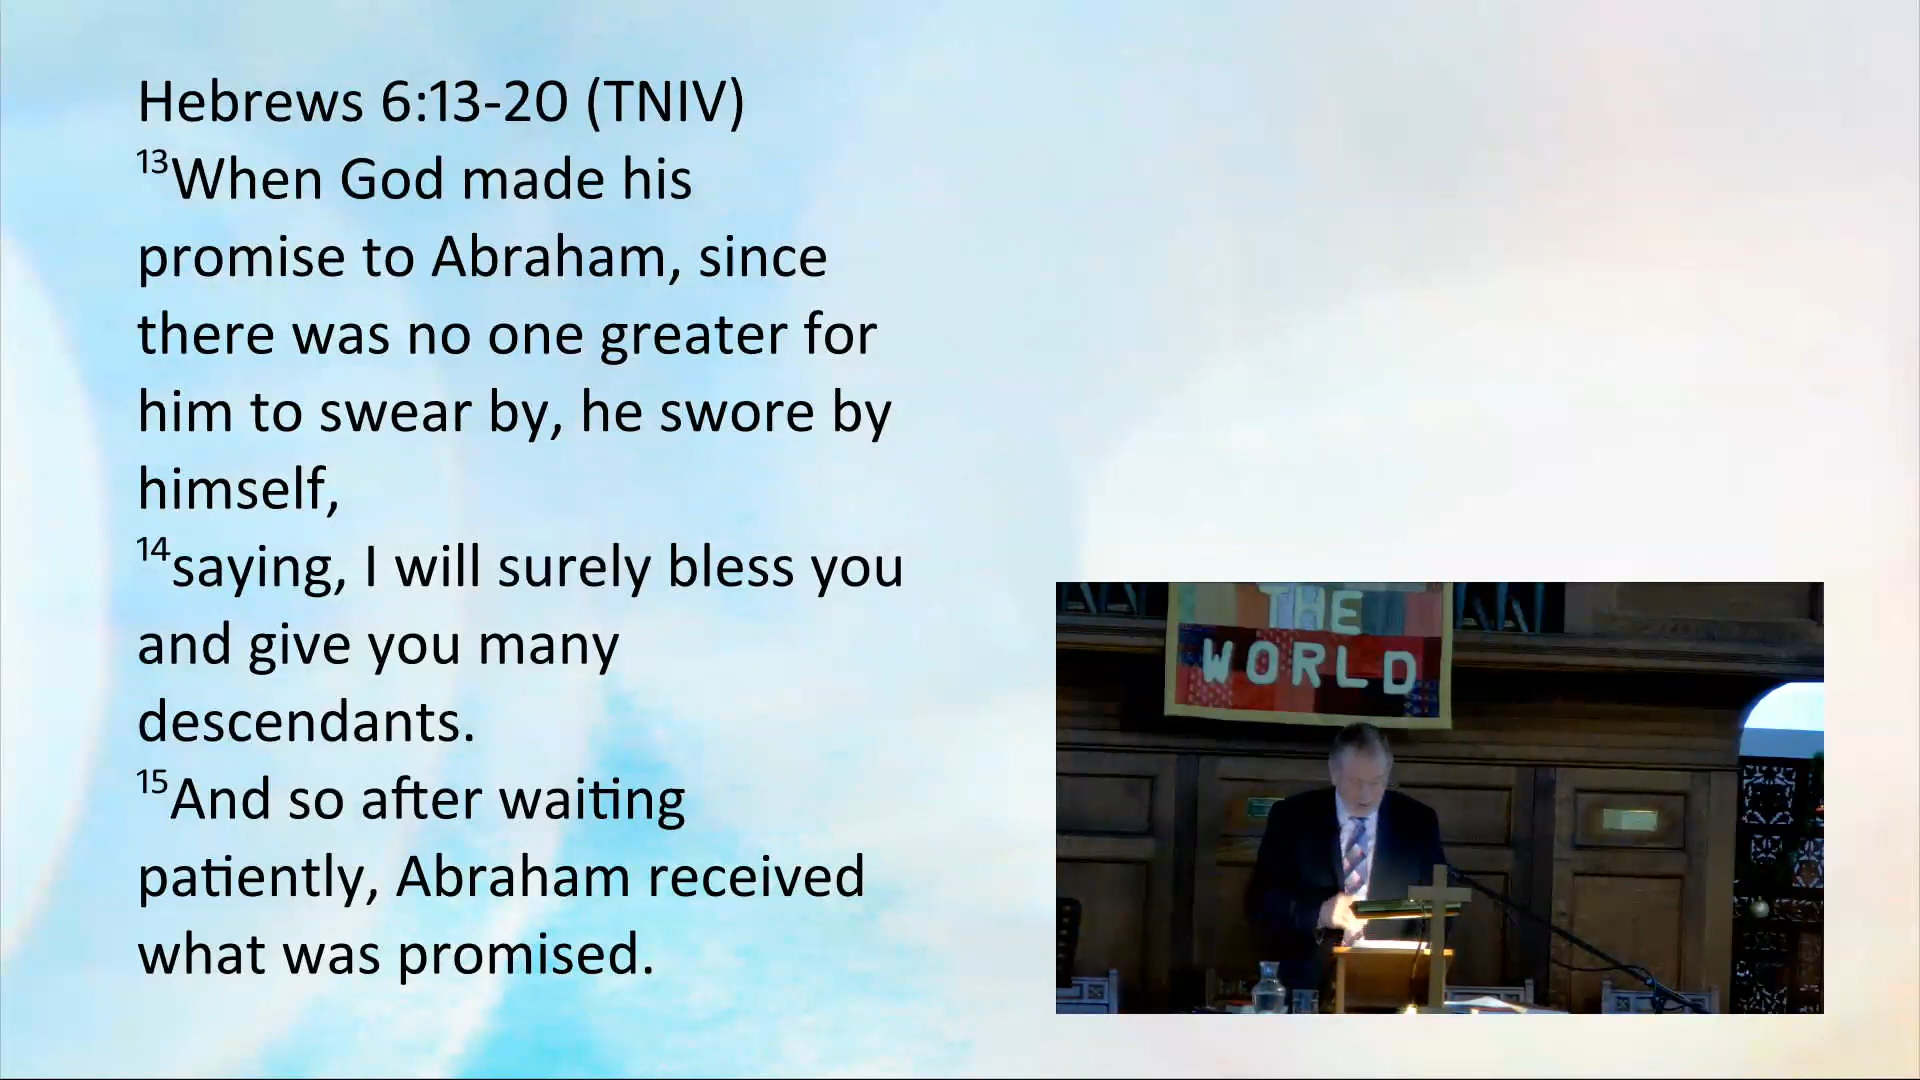 Hebrews 6:13-20 (TNIV)
¹³When God made his
promise to Abraham, since
there was no one greater for
him to swear by, he swore by
himself,
¹⁴saying, I will surely bless you
and give you many
descendants.
¹⁵And so after waiting
patiently, Abraham received
what was promised.
THE
WORLD